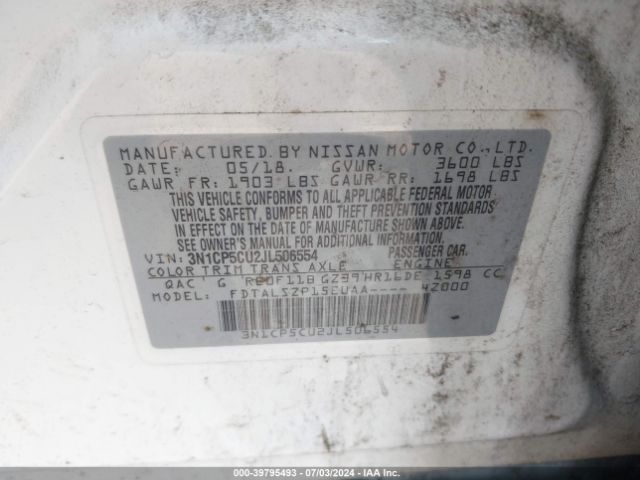 MANUFACTURED BY NISSAN MOTOR CO., LTD.
DATE: 05/18. GVWR: 3600 LBS
GAWR FR: 1903 LBS GAWR RR: 1698 LBS
THIS VEHICLE CONFORMS TO ALL APPLICABLE FEDERAL MOTOR
VEHICLE SAFETY, BUMPER AND THEFT PREVENTION STANDARDS
IN EFFECT ON THE DATE OF MANUFACTURE SHOWN ABOVE.
SEE OWNER'S MANUAL FOR ADDITIONAL INFORMATION.
VIN: 3N1CP5CU2JL506554 PASSENGER CAR.
COLOR TRIM TRANS AXLE ENGINE
QAC G RE0F11B GZ39 HR16DE 1598 CC
MODEL: FDTALSZP15EUAA---- 42000
3N1CP5CU2JL506554
000-39795493 - 07/03/2024 - IAA Inc.